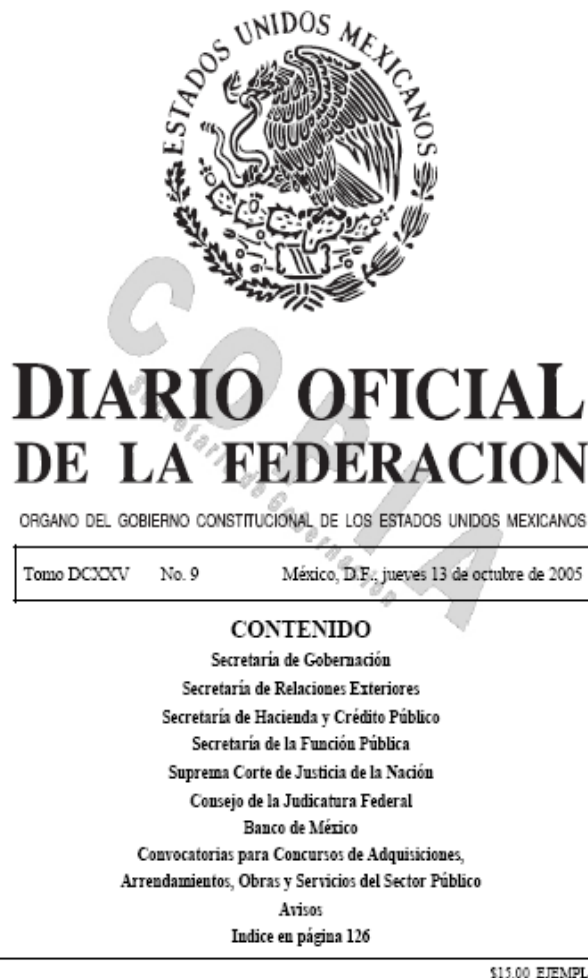 ESTADOS UNIDOS MEXICANOS
DIARIO OFICIAL
DE LA FEDERACION
ORGANO DEL GOBIERNO CONSTITUCIONAL DE LOS ESTADOS UNIDOS MEXICANOS
Tomo DCXXV No. 9 México, D.F., jueves 13 de octubre de 2005
COPIA
Secretaría de Gobernación
CONTENIDO
Secretaría de Gobernación
Secretaría de Relaciones Exteriores
Secretaría de Hacienda y Crédito Público
Secretaría de la Función Pública
Suprema Corte de Justicia de la Nación
Consejo de la Judicatura Federal
Banco de México
Convocatorias para Concursos de Adquisiciones,
Arrendamientos, Obras y Servicios del Sector Público
Avisos
Indice en página 126
$15.00 EJEMPL